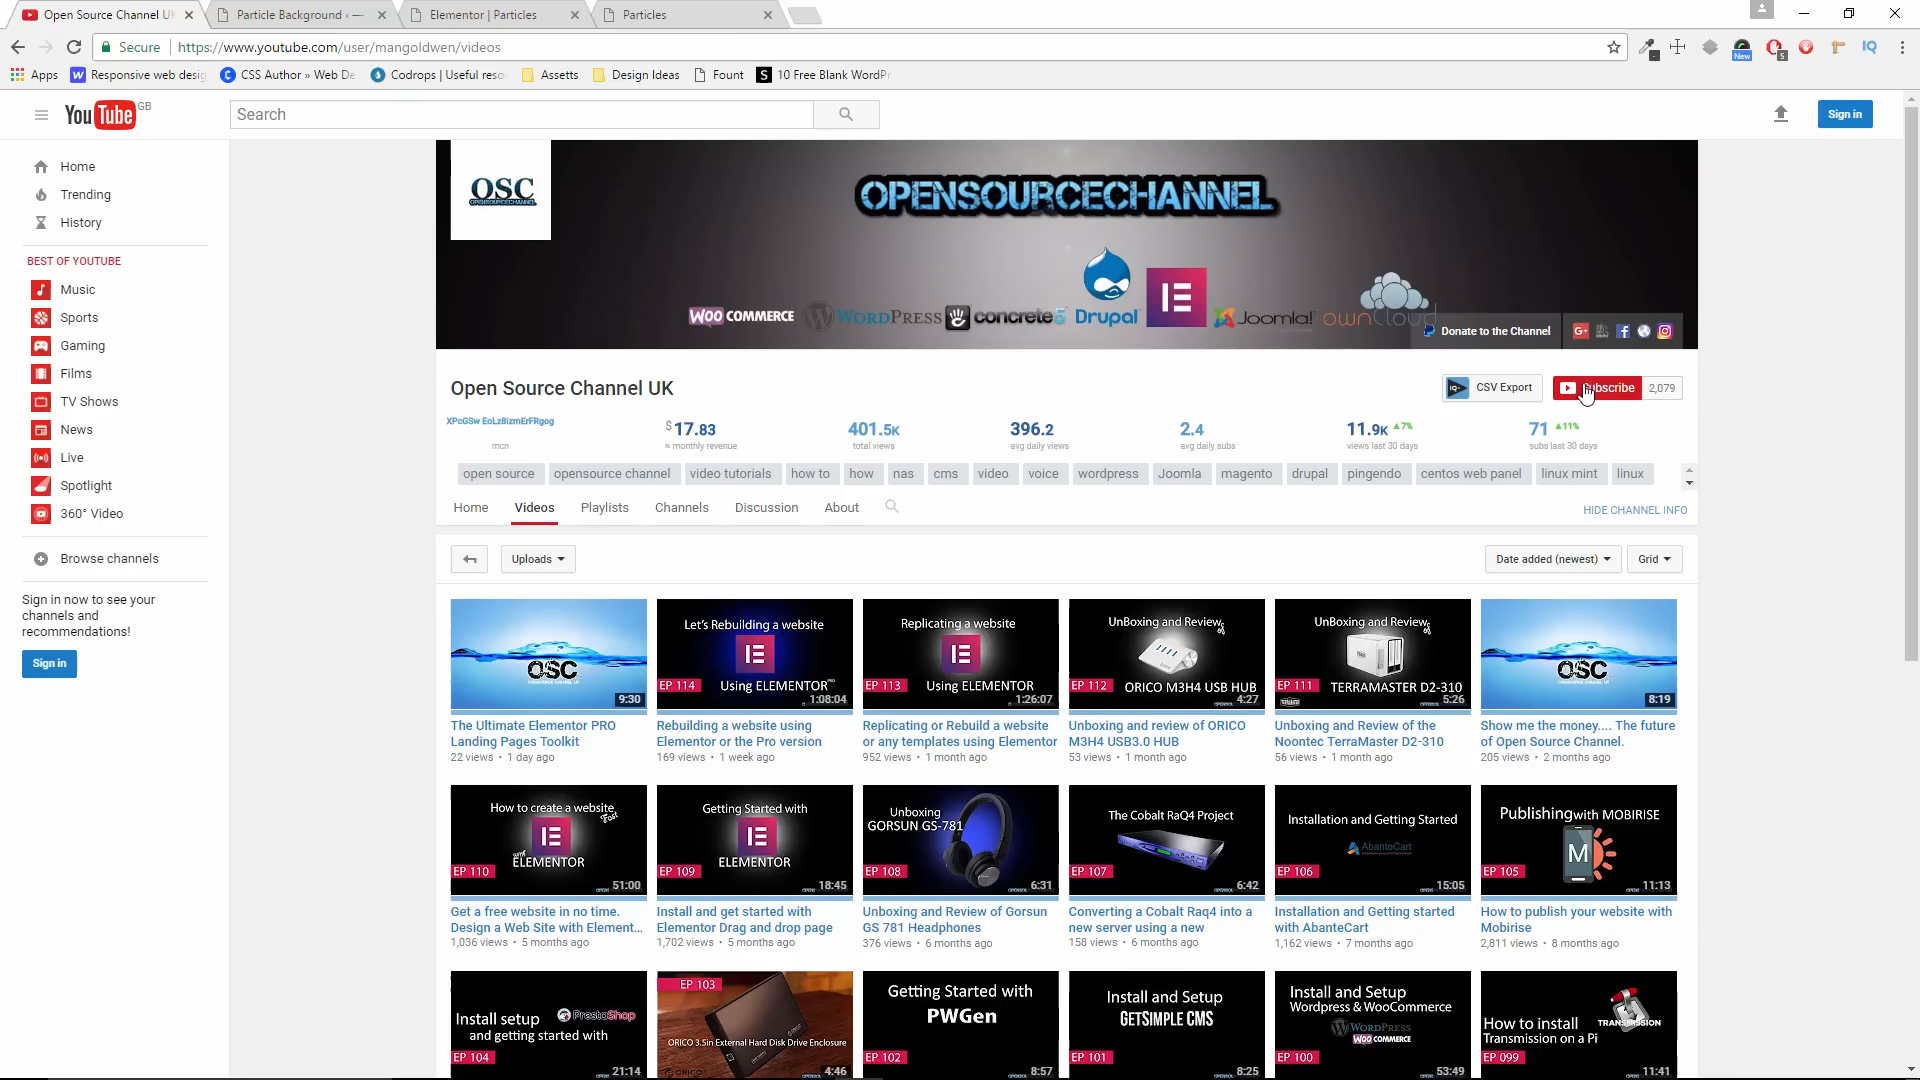 Open Source Channel U
Particle Background
Elementor | Particles
Particles
Secure
https://www.youtube.com/user/mangoldwen/videos
Apps
Responsive web desig
CSS Author » Web De
Codrops | Useful reso
Assetts
Design Ideas
Fount
10 Free Blank WordPr
New
5
IQ
YouTube GB
Search
Sign in
Home
Trending
History
BEST OF YOUTUBE
Music
Sports
Gaming
Films
TV Shows
News
Live
Spotlight
360° Video
Browse channels
Sign in now to see your
channels and
recommendations!
Sign in
OSC
OPENSOURCECHANNEL
OPENSOURCECHANNEL
WOO COMMERCE
WORDPRESS
concrete5
Drupal
Joomla!
ownCloud
Donate to the Channel
Open Source Channel UK
CSV Export
Subscribe
2,079
XPcGSw EoLz8izmErFRgog
mcn
$17.83
≈ monthly revenue
401.5K
total views
396.2
avg daily views
2.4
avg daily subs
11.9K 7%
views last 30 days
71 11%
subs last 30 days
open source
opensource channel
video tutorials
how to
how
nas
cms
video
voice
wordpress
Joomla
magento
drupal
pingendo
centos web panel
linux mint
linux
Home
Videos
Playlists
Channels
Discussion
About
HIDE CHANNEL INFO
Uploads
Date added (newest)
Grid
OSC
9:30
The Ultimate Elementor PRO
Landing Pages Toolkit
22 views • 1 day ago
Let's Rebuilding a website
EP 114
Using ELEMENTOR PRO
1:08:04
Rebuilding a website using
Elementor or the Pro version
169 views • 1 week ago
Replicating a website
EP 113
Using ELEMENTOR
1:26:07
Replicating or Rebuild a website
or any templates using Elementor
952 views • 1 month ago
UnBoxing and Review of
EP 112
ORICO M3H4 USB HUB
4:27
Unboxing and review of ORICO
M3H4 USB3.0 HUB
53 views • 1 month ago
UnBoxing and Review of
EP 111
TERRAMASTER D2-310
5:26
Unboxing and Review of the
Noontec TerraMaster D2-310
56 views • 1 month ago
OSC
8:19
Show me the money.... The future
of Open Source Channel.
205 views • 2 months ago
How to create a website
Fast
with
EP 110
ELEMENTOR
51:00
Get a free website in no time.
Design a Web Site with Element...
1,036 views • 5 months ago
Getting Started with
EP 109
ELEMENTOR
18:45
Install and get started with
Elementor Drag and drop page
1,702 views • 5 months ago
Unboxing
GORSUN GS-781
EP 108
6:31
Unboxing and Review of Gorsun
GS 781 Headphones
376 views • 6 months ago
The Cobalt RaQ4 Project
EP 107
6:42
Converting a Cobalt Raq4 into a
new server using a new
158 views • 6 months ago
Installation and Getting Started
AbanteCart
EP 106
15:05
Installation and Getting started
with AbanteCart
1,162 views • 7 months ago
Publishing with MOBIRISE
M
EP 105
11:13
How to publish your website with
Mobirise
2,811 views • 8 months ago
PrestaShop
Install setup
and getting started with
EP 104
21:14
EP 103
ORICO 3.5in External Hard Disk Drive Enclosure
ORICO
4:46
Getting Started with
PWGen
EP 102
8:57
Install and Setup
GETSIMPLE CMS
EP 101
8:25
Install and Setup
Wordpress & WooCommerce
WORDPRESS
WOO COMMERCE
EP 100
53:49
TRANSMISSION
How to install
Transmission on a Pi
EP 099
11:41